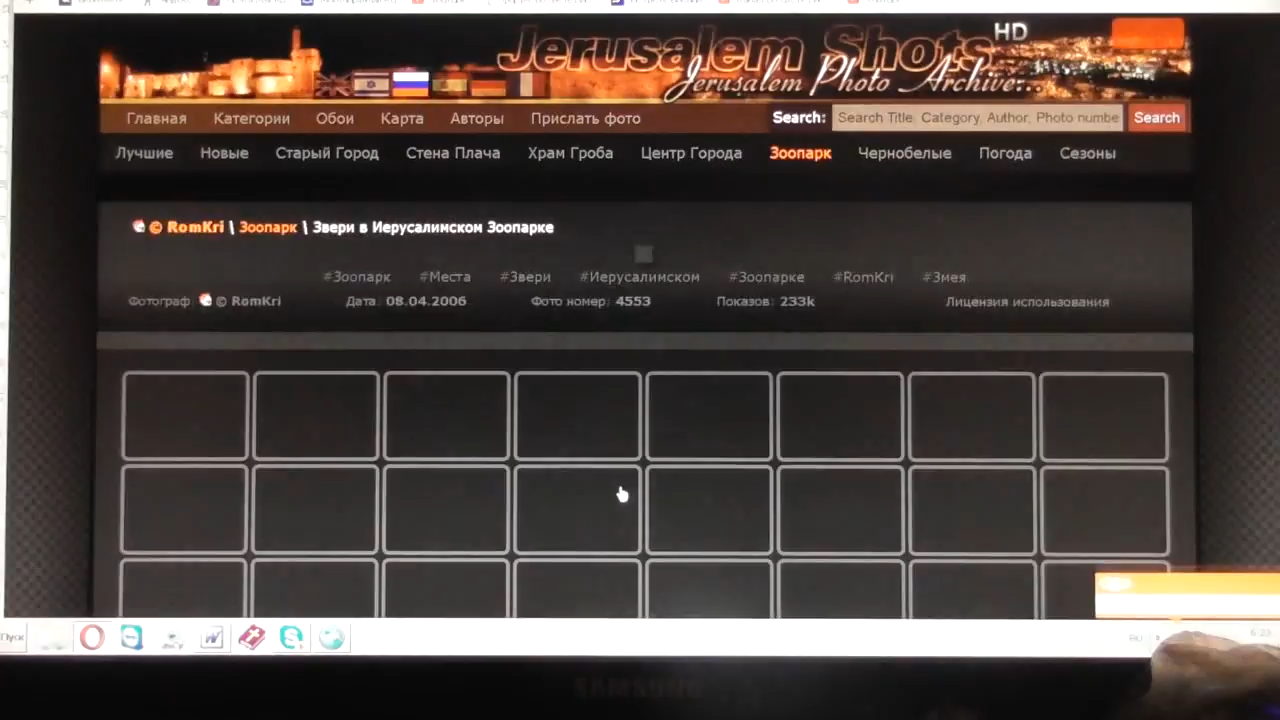 Jerusalem Shots HD
Jerusalem Photo Archive...
Главная Категории Обои Карта Авторы Прислать фото Search: Search Title, Category, Author, Photo numbe Search
Лучшие Новые Старый Город Стена Плача Храм Гроба Центр Города Зоопарк Чернобелые Погода Сезоны
© RomKri \ Зоопарк \ Звери в Иерусалимском Зоопарке
#Зоопарк #Места #Звери #Иерусалимском #Зоопарке #RomKri #Змея
Фотограф: © RomKri Дата: 08.04.2006 Фото номер: 4553 Показов: 233k Лицензия использования
Пуск RU 6:23
SAMSUNG